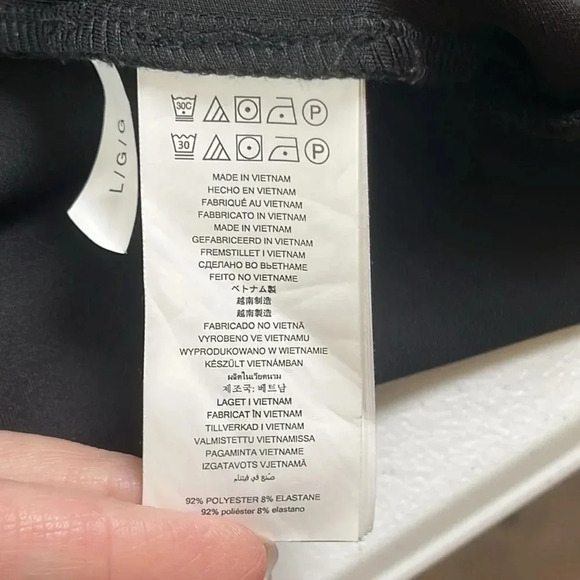 30C P
30 P
L/G/G
MADE IN VIETNAM
HECHO EN VIETNAM
FABRIQUÉ AU VIETNAM
FABBRICATO IN VIETNAM
MADE IN VIETNAM
GEFABRICEERD IN VIETNAM
FREMSTILLET I VIETNAM
СДЕЛАНО ВО ВЬЕТНАМЕ
FEITO NO VIETNAME
ベトナム製
越南制造
越南製造
FABRICADO NO VIETNÃ
VYROBENO VE VIETNAMU
WYPRODUKOWANO W WIETNAMIE
KÉSZÜLT VIETNÁMBAN
ผลิตในเวียดนาม
제조국: 베트남
LAGET I VIETNAM
FABRICAT ÎN VIETNAM
TILLVERKAD I VIETNAM
VALMISTETTU VIETNAMISSA
PAGAMINTA VIETNAME
IZGATAVOTS VJETNAMĀ
صنع في فيتنام
92% POLYESTER 8% ELASTANE
92% poliéster 8% elastano